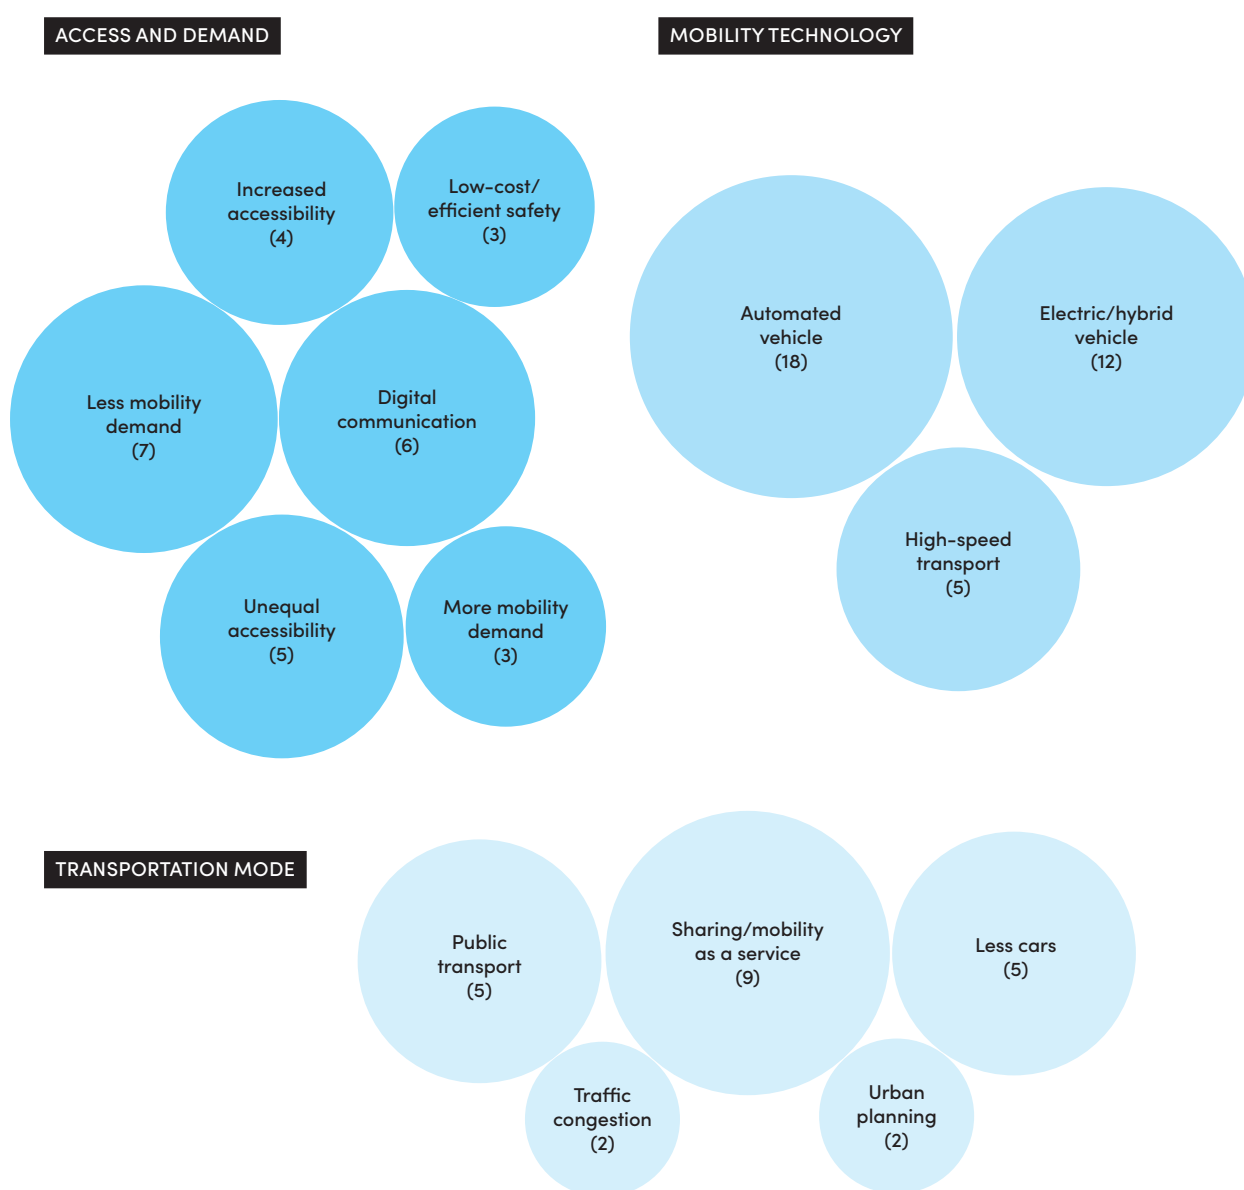 ACCESS AND DEMAND
Increased
accessibility
(4)
Low-cost/
efficient safety
(3)
Less mobility
demand
(7)
Digital
communication
(6)
Unequal
accessibility
(5)
More mobility
demand
(3)
MOBILITY TECHNOLOGY
Automated
vehicle
(18)
Electric/hybrid
vehicle
(12)
High-speed
transport
(5)
TRANSPORTATION MODE
Public
transport
(5)
Sharing/mobility
as a service
(9)
Less cars
(5)
Traffic
congestion
(2)
Urban
planning
(2)